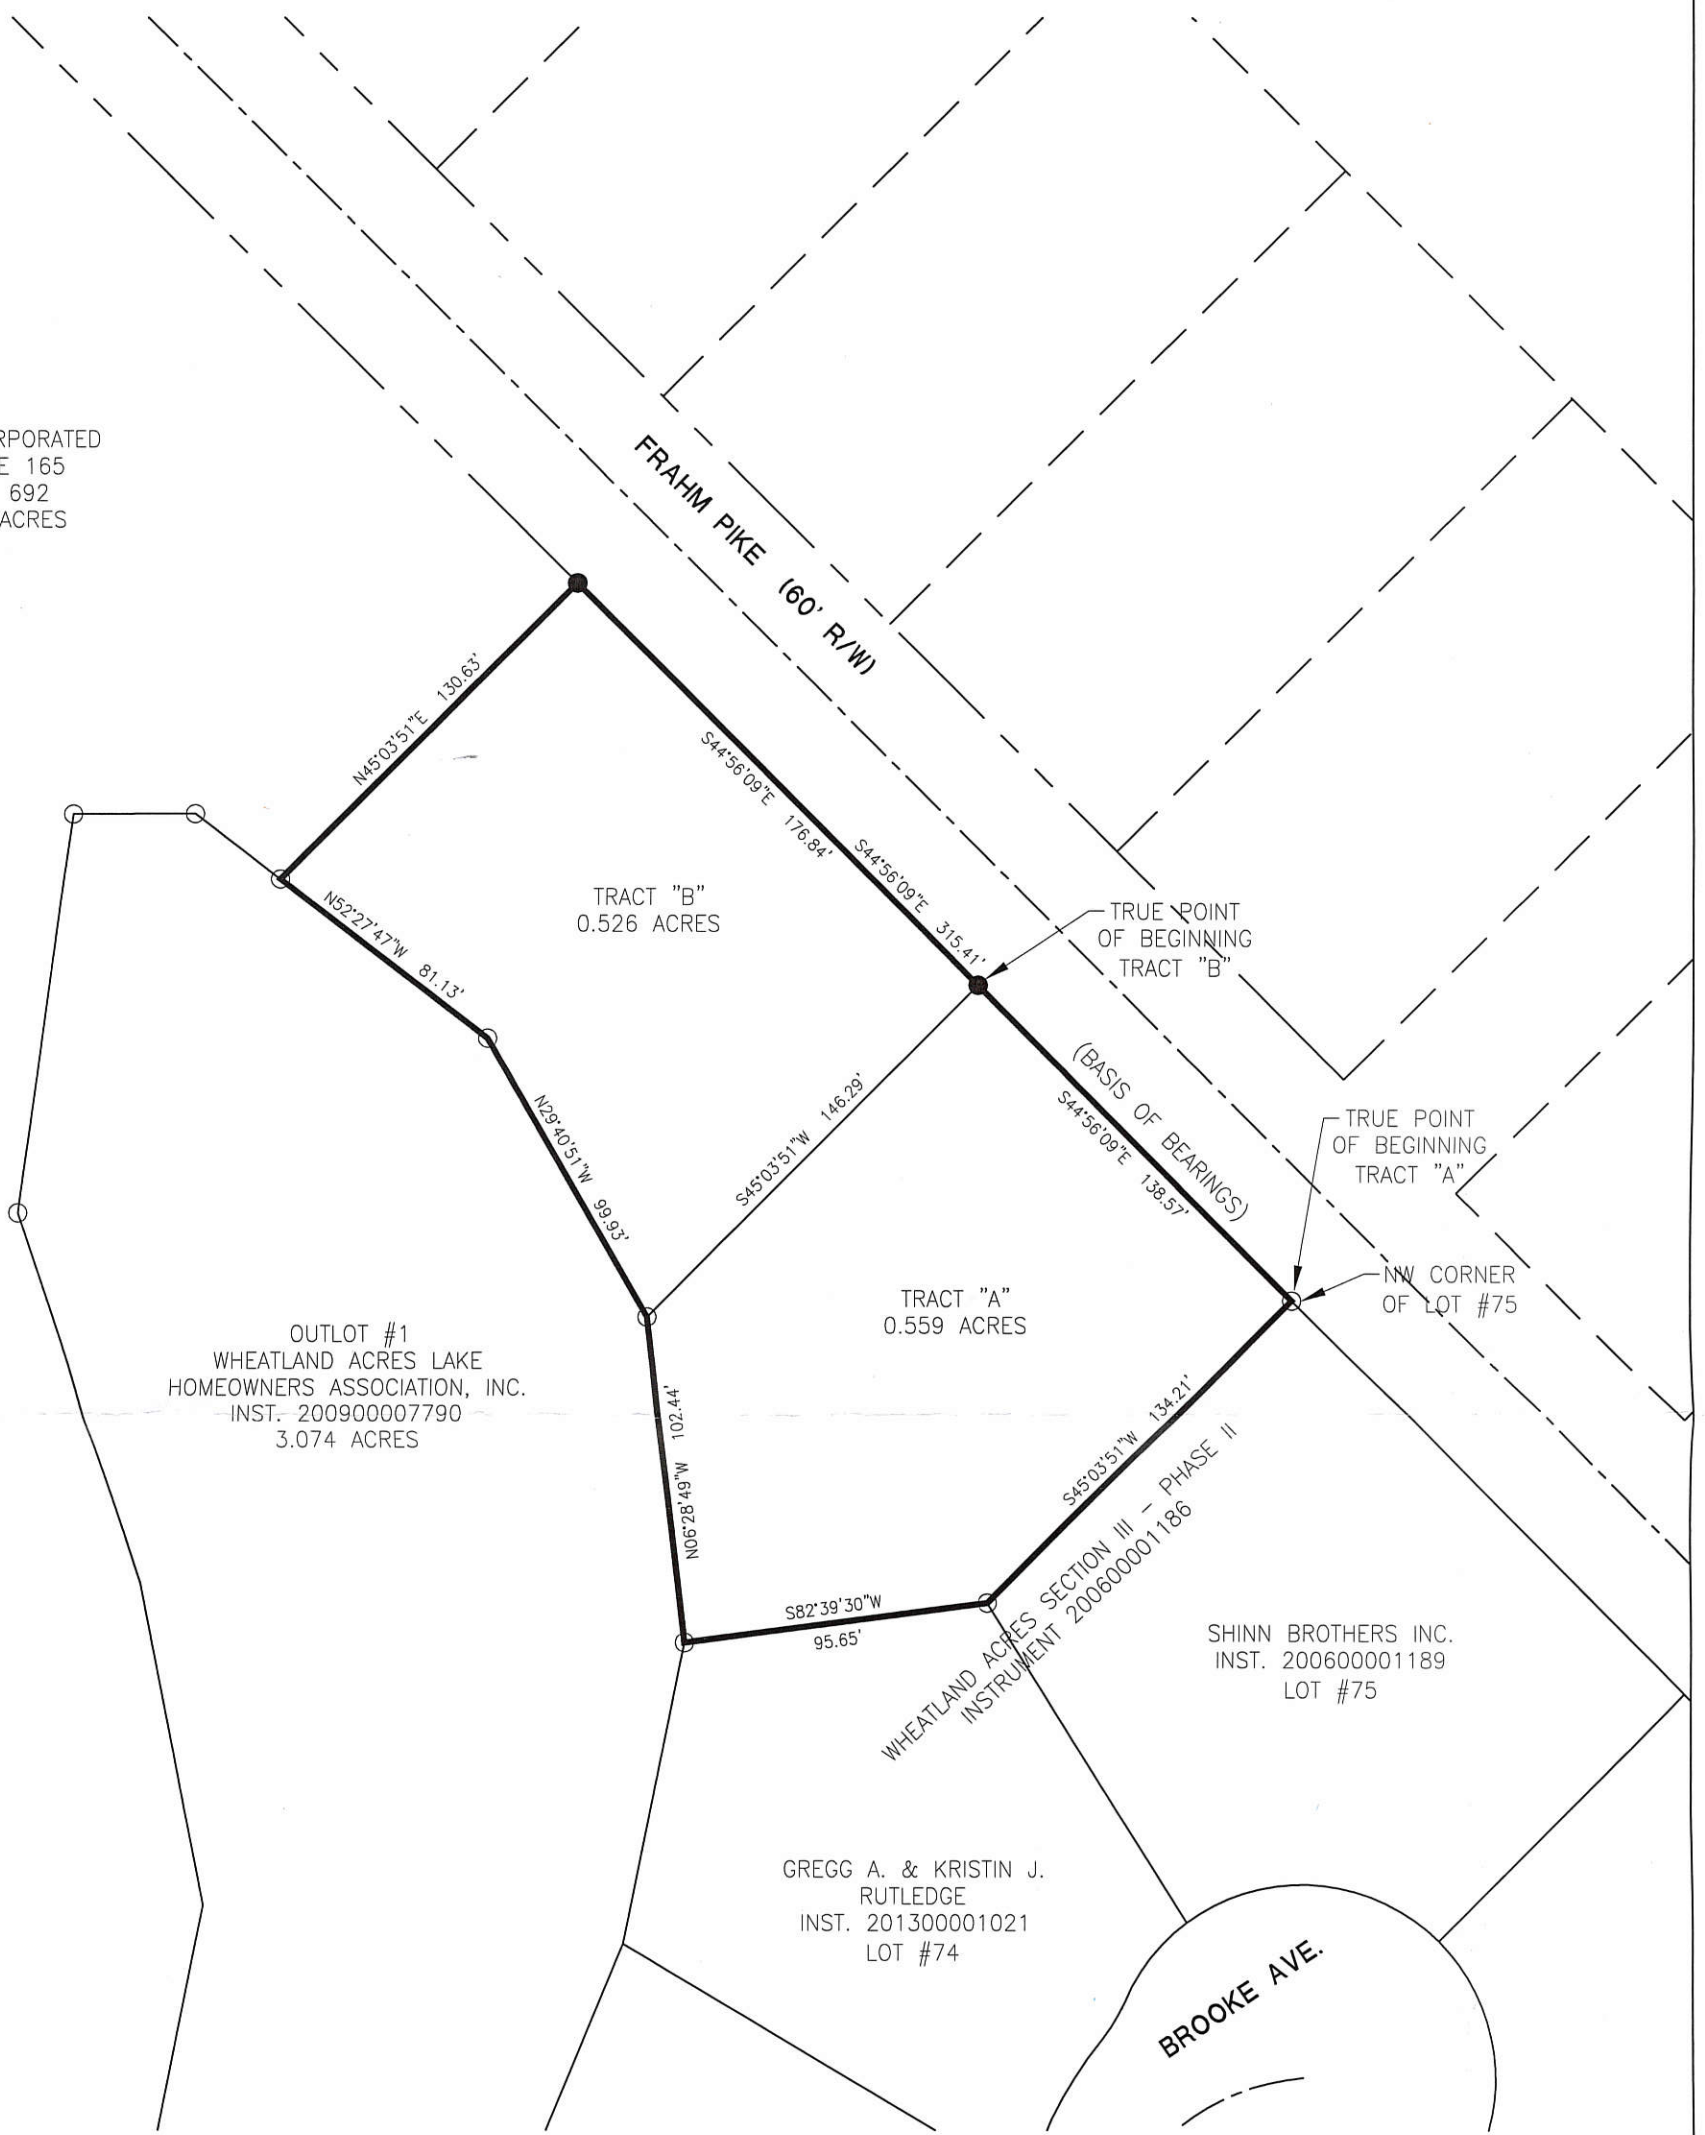 RPORATED
E 165
692
ACRES
FRAHM PIKE (60' R/W)
N45°03'51"E 130.63'
S44°56'09"E 176.84'
S44°56'09"E 315.41'
TRACT "B"
0.526 ACRES
N52°27'47"W 81.13'
TRUE POINT
OF BEGINNING
TRACT "B"
(BASIS OF BEARINGS)
S44°56'09"E 138.57'
N29°40'51"W 99.93'
S45°03'51"W 146.29'
TRUE POINT
OF BEGINNING
TRACT "A"
NW CORNER
OF LOT #75
TRACT "A"
0.559 ACRES
OUTLOT #1
WHEATLAND ACRES LAKE
HOMEOWNERS ASSOCIATION, INC.
INST. 200900007790
3.074 ACRES
N06°28'49"W 102.44'
S45°03'51"W 134.21'
WHEATLAND ACRES SECTION III - PHASE II
INSTRUMENT 200600001186
S82°39'30"W
95.65'
SHINN BROTHERS INC.
INST. 200600001189
LOT #75
GREGG A. & KRISTIN J.
RUTLEDGE
INST. 201300001021
LOT #74
BROOKE AVE.